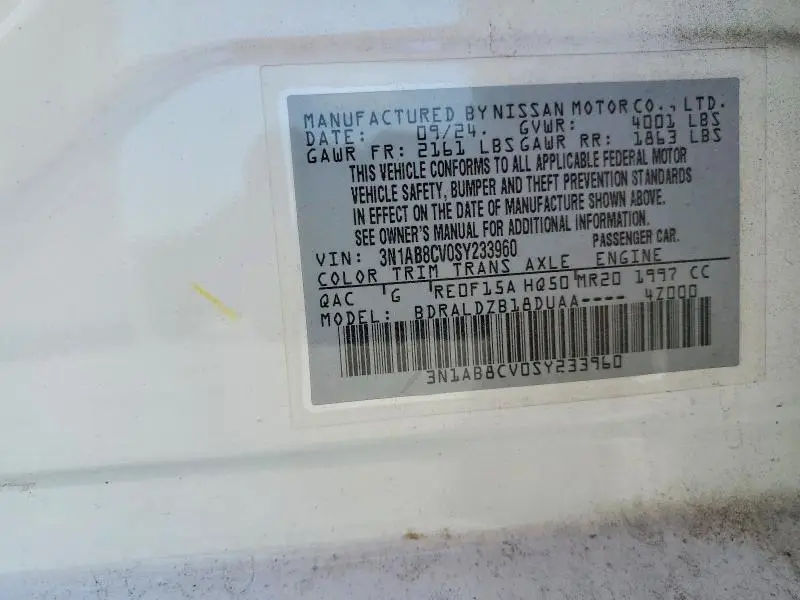 MANUFACTURED BY NISSAN MOTOR CO., LTD.
DATE: 09/24. GVWR: 4001 LBS
GAWR FR: 2161 LBS GAWR RR: 1863 LBS
THIS VEHICLE CONFORMS TO ALL APPLICABLE FEDERAL MOTOR
VEHICLE SAFETY, BUMPER AND THEFT PREVENTION STANDARDS
IN EFFECT ON THE DATE OF MANUFACTURE SHOWN ABOVE.
SEE OWNER'S MANUAL FOR ADDITIONAL INFORMATION.
VIN: 3N1AB8CV0SY233960 PASSENGER CAR.
COLOR TRIM TRANS AXLE ENGINE
QAC G RE0F15A HQ50 MR20 1997 CC
MODEL: BDRALDZB18DUAA---- 4Z000
3N1AB8CV0SY233960